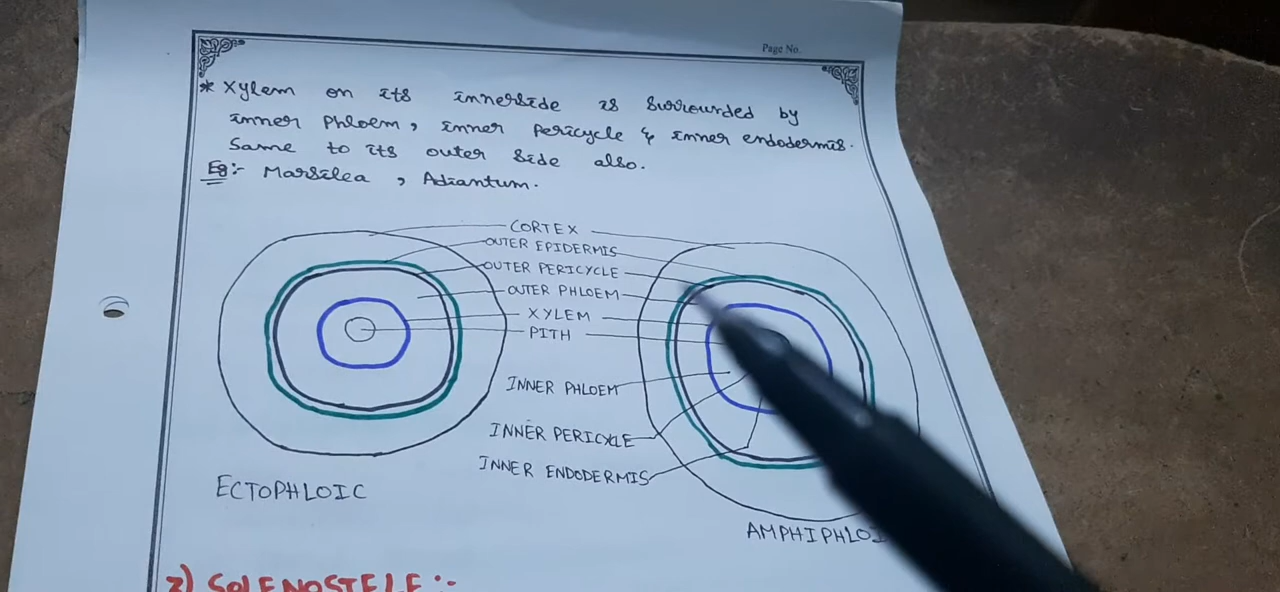 Page No.
* Xylem on its innerside is surrounded by
inner Phloem, inner Pericycle & inner endodermis.
Same to its outer side also.
Eg:- Marsilea, Adiantum.
CORTEX
OUTER EPIDERMIS
OUTER PERICYCLE
OUTER PHLOEM
XYLEM
PITH
INNER PHLOEM
INNER PERICYCLE
INNER ENDODERMIS
ECTOPHLOIC
AMPHIPHLOI
2) SOLENOSTELE:-